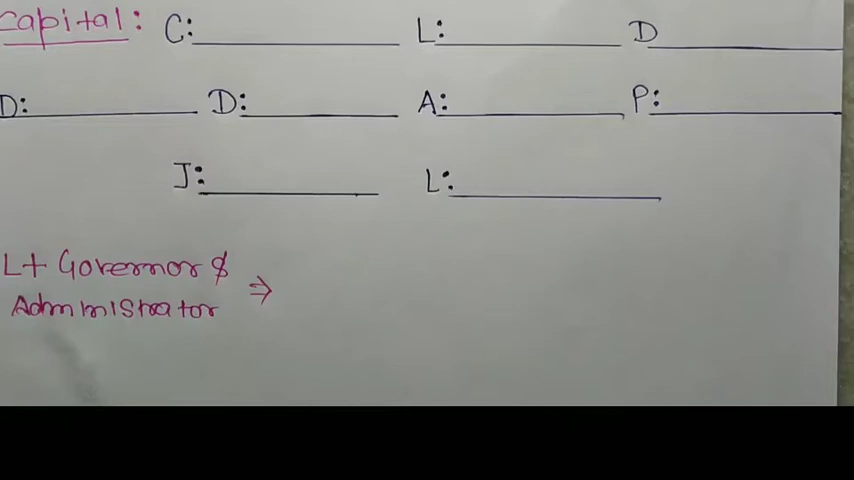 Capital: C: L: D
D: D: A: P:
J: L:
Lt Governor &
Administrator ⇒